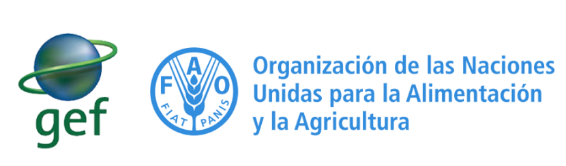 gef
FAO
FIAT PANIS
Organización de las Naciones
Unidas para la Alimentación
y la Agricultura